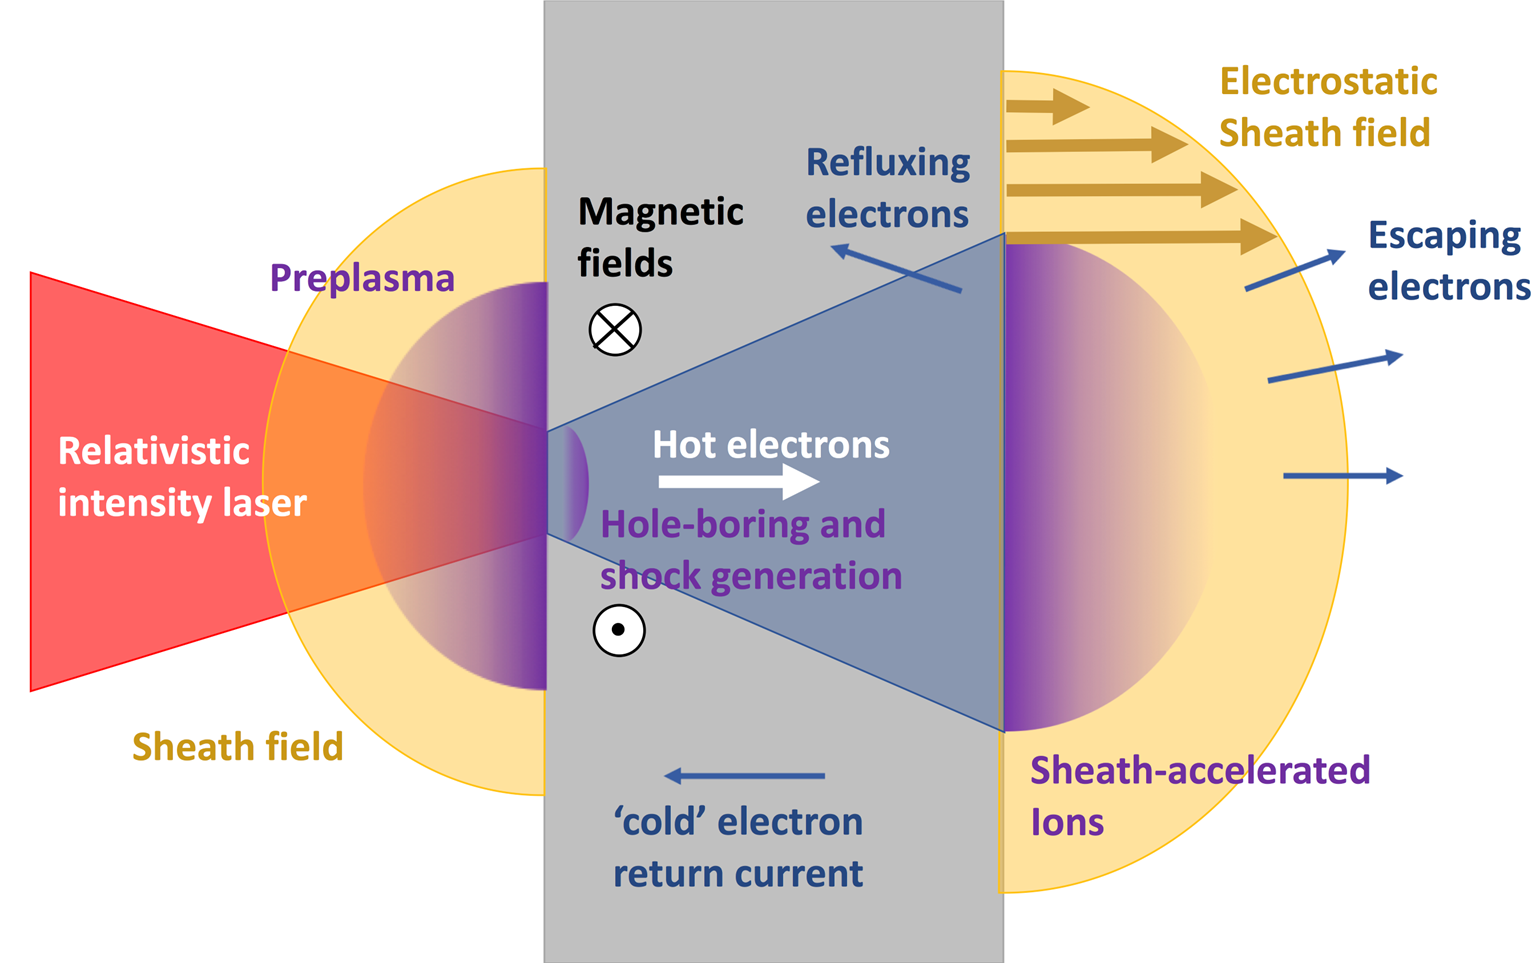 Electrostatic
Sheath field
Refluxing
electrons
Magnetic
fields
Escaping
electrons
Preplasma
Relativistic
intensity laser
Hot electrons
Hole-boring and
shock generation
Sheath field
Sheath-accelerated
Ions
‘cold’ electron
return current